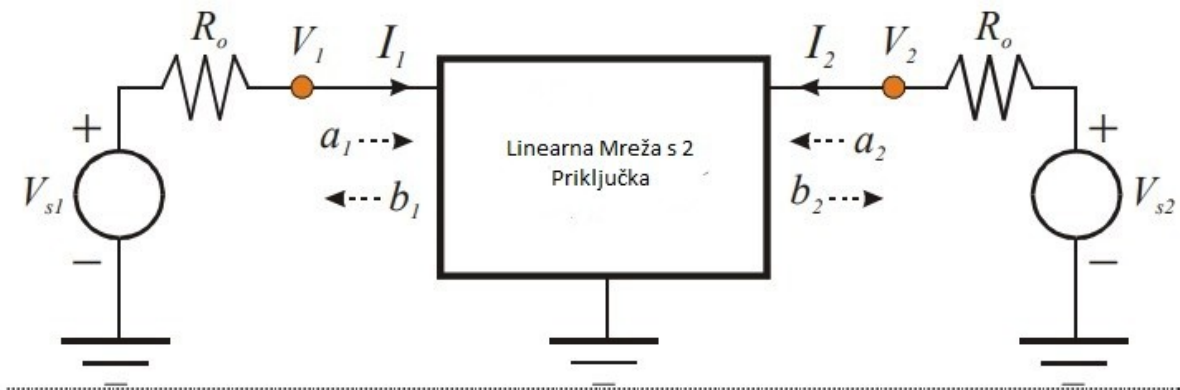 R_o V_1 I_1 I_2 V_2 R_o
+ a_1 Linearna Mreža s 2 a_2 +
V_s1 b_1 Priključka b_2 V_s2
− −